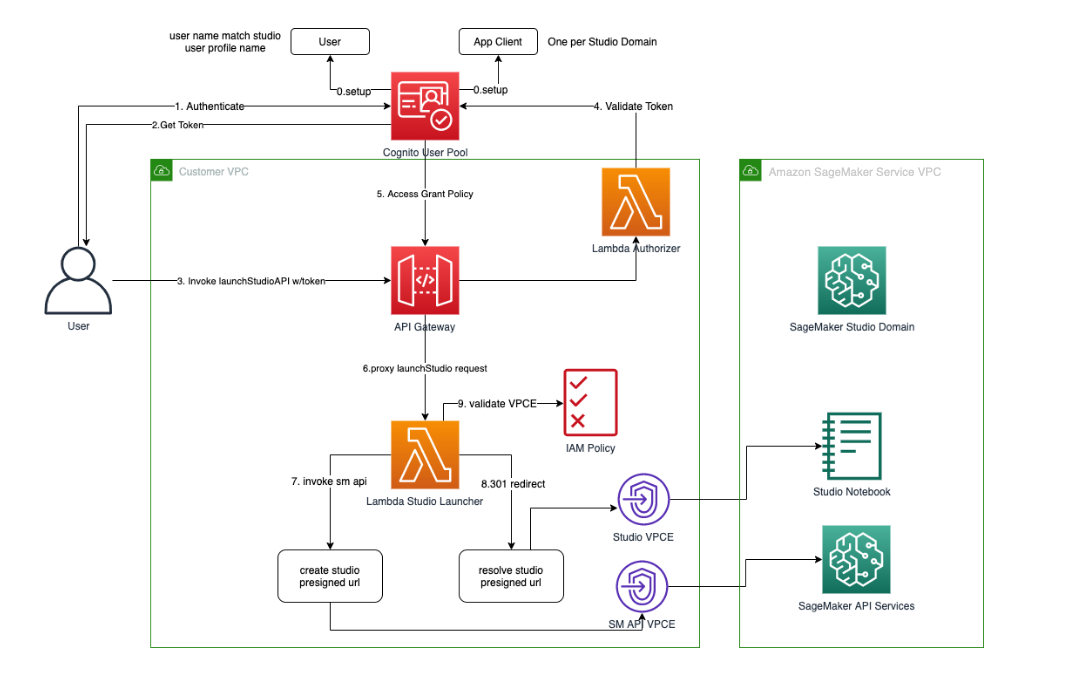 user name match studio
user profile name
User
App Client
One per Studio Domain
0.setup
0.setup
1. Authenticate
4. Validate Token
2.Get Token
Cognito User Pool
Customer VPC
Amazon SageMaker Service VPC
5. Access Grant Policy
Lambda Authorizer
3. Invoke launchStudioAPI w/token
User
API Gateway
SageMaker Studio Domain
6.proxy launchStudio request
9. validate VPCE
IAM Policy
7. invoke sm api
8.301 redirect
Lambda Studio Launcher
Studio Notebook
Studio VPCE
create studio
presigned url
resolve studio
presigned url
SM API VPCE
SageMaker API Services